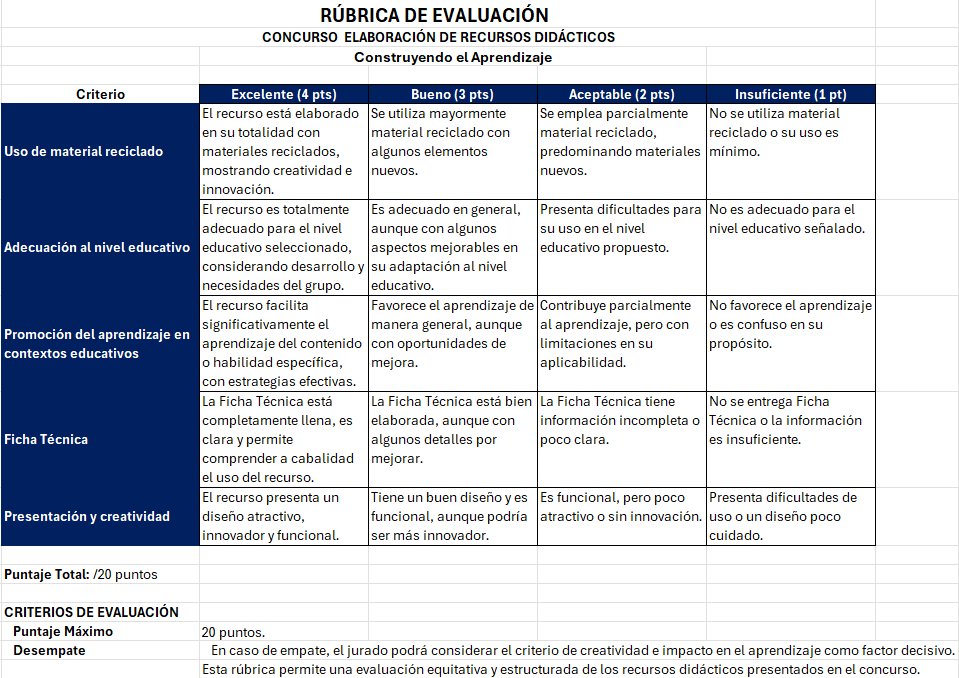 RÚBRICA DE EVALUACIÓN
CONCURSO ELABORACIÓN DE RECURSOS DIDÁCTICOS
Construyendo el Aprendizaje
Criterio
Excelente (4 pts)
Bueno (3 pts)
Aceptable (2 pts)
Insuficiente (1 pt)
Uso de material reciclado
El recurso está elaborado
en su totalidad con
materiales reciclados,
mostrando creatividad e
innovación.
Se utiliza mayormente
material reciclado con
algunos elementos
nuevos.
Se emplea parcialmente
material reciclado,
predominando materiales
nuevos.
No se utiliza material
reciclado o su uso es
mínimo.
Adecuación al nivel educativo
El recurso es totalmente
adecuado para el nivel
educativo seleccionado,
considerando desarrollo y
necesidades del grupo.
Es adecuado en general,
aunque con algunos
aspectos mejorables en
su adaptación al nivel
educativo.
Presenta dificultades para
su uso en el nivel
educativo propuesto.
No es adecuado para el
nivel educativo señalado.
Promoción del aprendizaje en
contextos educativos
El recurso facilita
significativamente el
aprendizaje del contenido
o habilidad específica,
con estrategias efectivas.
Favorece el aprendizaje de
manera general, aunque
con oportunidades de
mejora.
Contribuye parcialmente
al aprendizaje, pero con
limitaciones en su
aplicabilidad.
No favorece el aprendizaje
o es confuso en su
propósito.
Ficha Técnica
La Ficha Técnica está
completamente llena, es
clara y permite
comprender a cabalidad
el uso del recurso.
La Ficha Técnica está bien
elaborada, aunque con
algunos detalles por
mejorar.
La Ficha Técnica tiene
información incompleta o
poco clara.
No se entrega Ficha
Técnica o la información
es insuficiente.
Presentación y creatividad
El recurso presenta un
diseño atractivo,
innovador y funcional.
Tiene un buen diseño y es
funcional, aunque podría
ser más innovador.
Es funcional, pero poco
atractivo o sin innovación.
Presenta dificultades de
uso o un diseño poco
cuidado.
Puntaje Total: /20 puntos
CRITERIOS DE EVALUACIÓN
Puntaje Máximo
20 puntos.
Desempate
En caso de empate, el jurado podrá considerar el criterio de creatividad e impacto en el aprendizaje como factor decisivo.
Esta rúbrica permite una evaluación equitativa y estructurada de los recursos didácticos presentados en el concurso.